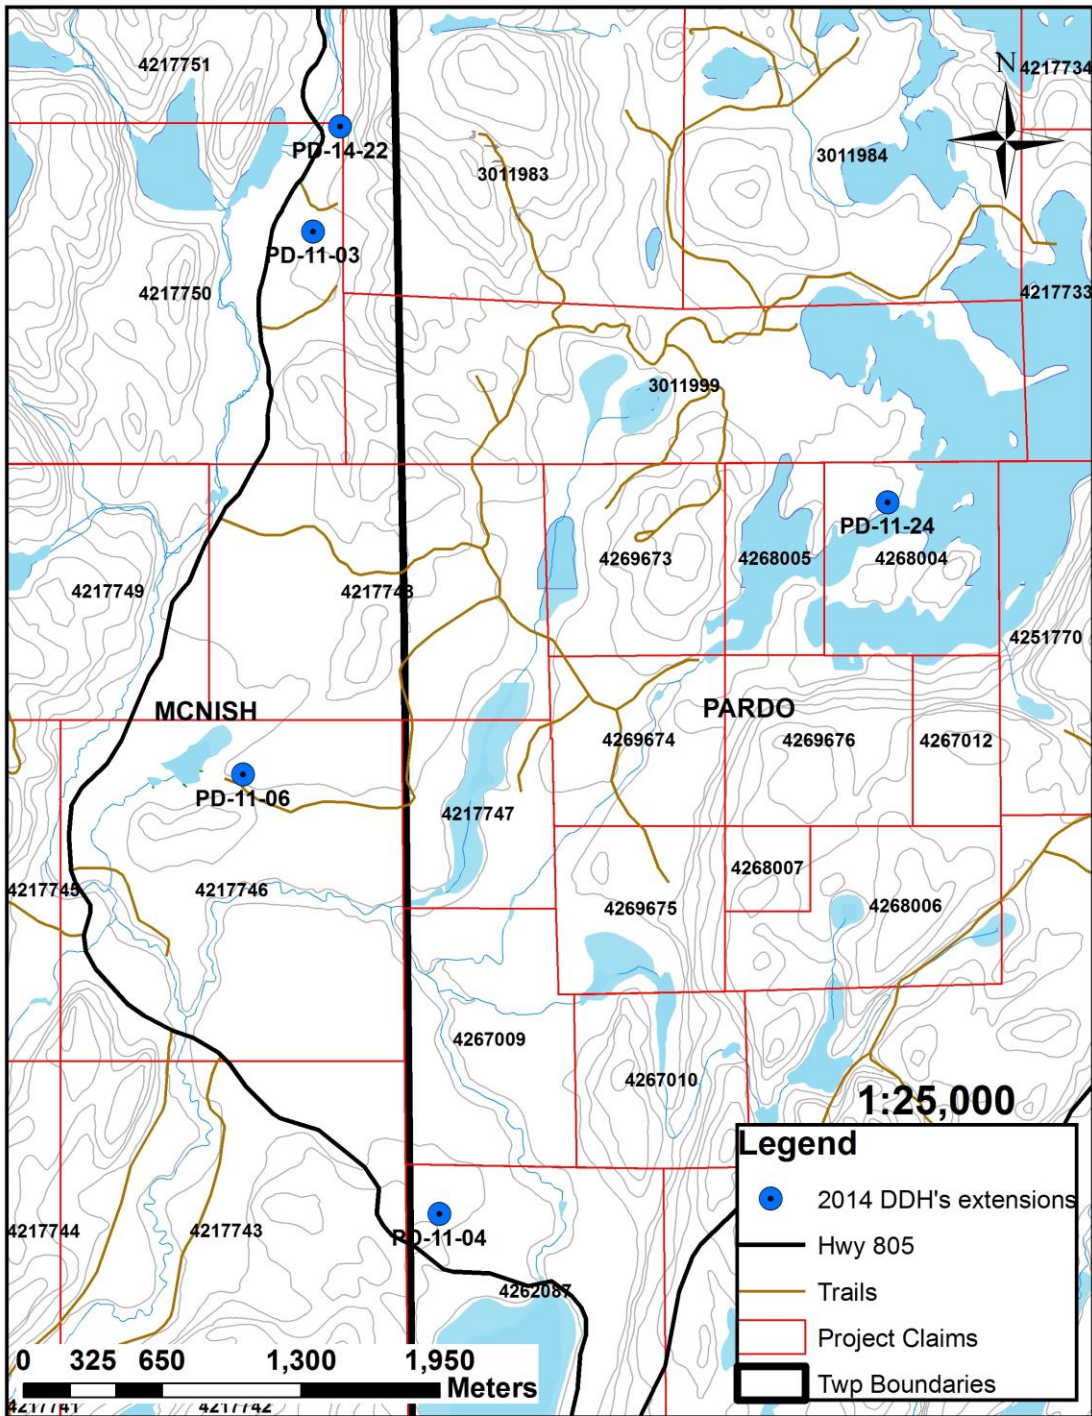 4217751
N
4217734
PD-14-22
3011984
3011983
PD-11-03
4217750
4217733
3011999
PD-11-24
4269673
4268005
4268004
4217749
4217748
4251770
MCNISH
PARDO
4269674
4269676
4267012
PD-11-06
4217747
4268007
4217745
4217746
4269675
4268006
4267009
4267010
1:25,000
Legend
2014 DDH's extensions
Hwy 805
Trails
Project Claims
Twp Boundaries
4217744
4217743
PD-11-04
4262087
0 325 650 1,300 1,950
Meters
4217741
4217742